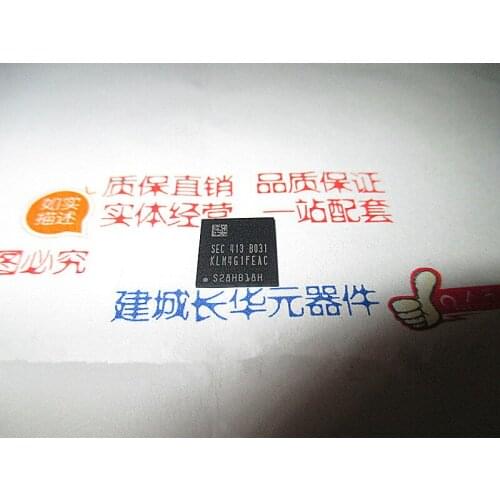 质保直销 品质保证
如实
描述
实体经营 一站配套
SEC 413 B031
KLM4G1FEAC
S28HB18H
图必究
建城长华元器件